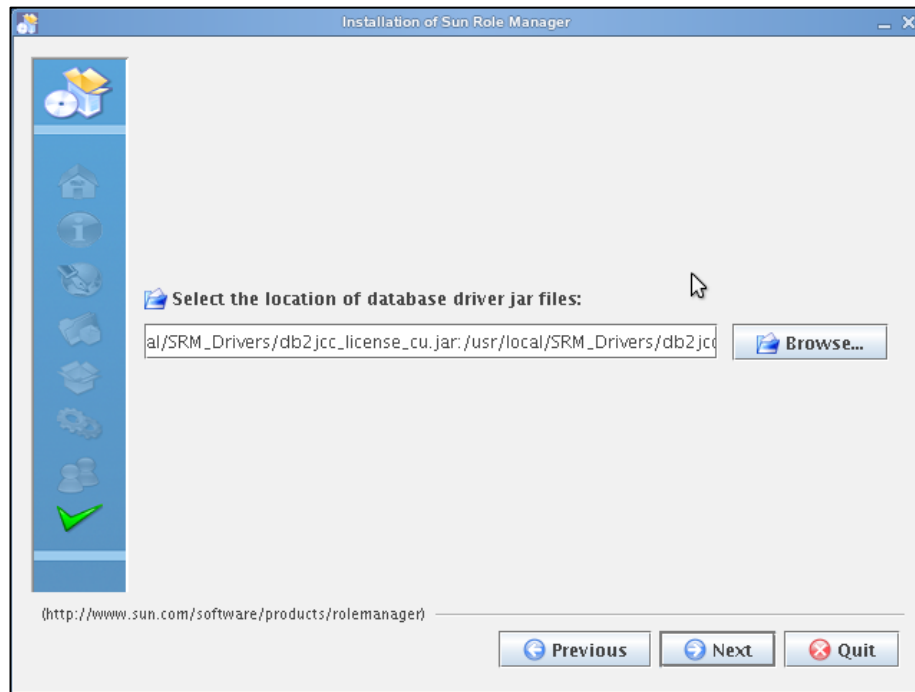 Installation of Sun Role Manager
Select the location of database driver jar files:
al/SRM_Drivers/db2jcc_license_cu.jar:/usr/local/SRM_Drivers/db2jcc
Browse...
(http://www.sun.com/software/products/rolemanager)
Previous
Next
Quit